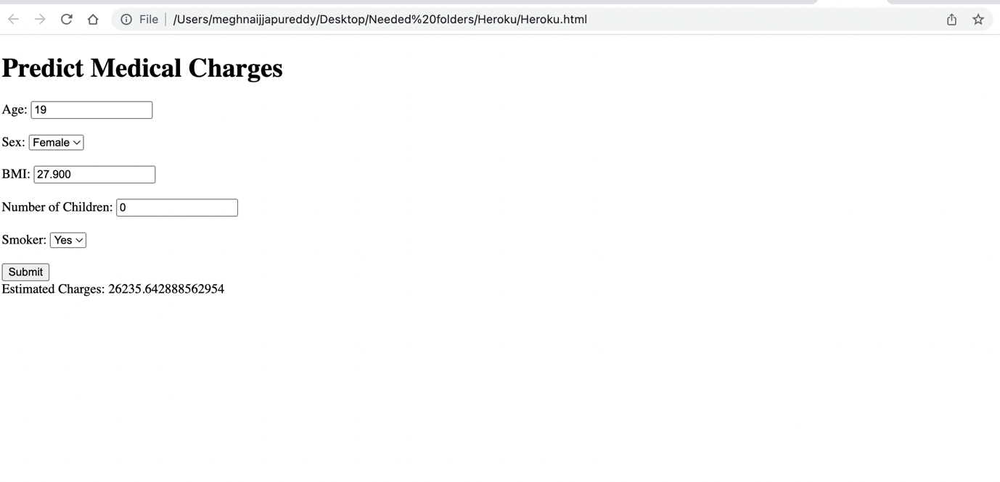 File /Users/meghnaijjapureddy/Desktop/Needed%20folders/Heroku/Heroku.html
Predict Medical Charges
Age: 19
Sex: Female
BMI: 27.900
Number of Children: 0
Smoker: Yes
Submit
Estimated Charges: 26235.642888562954